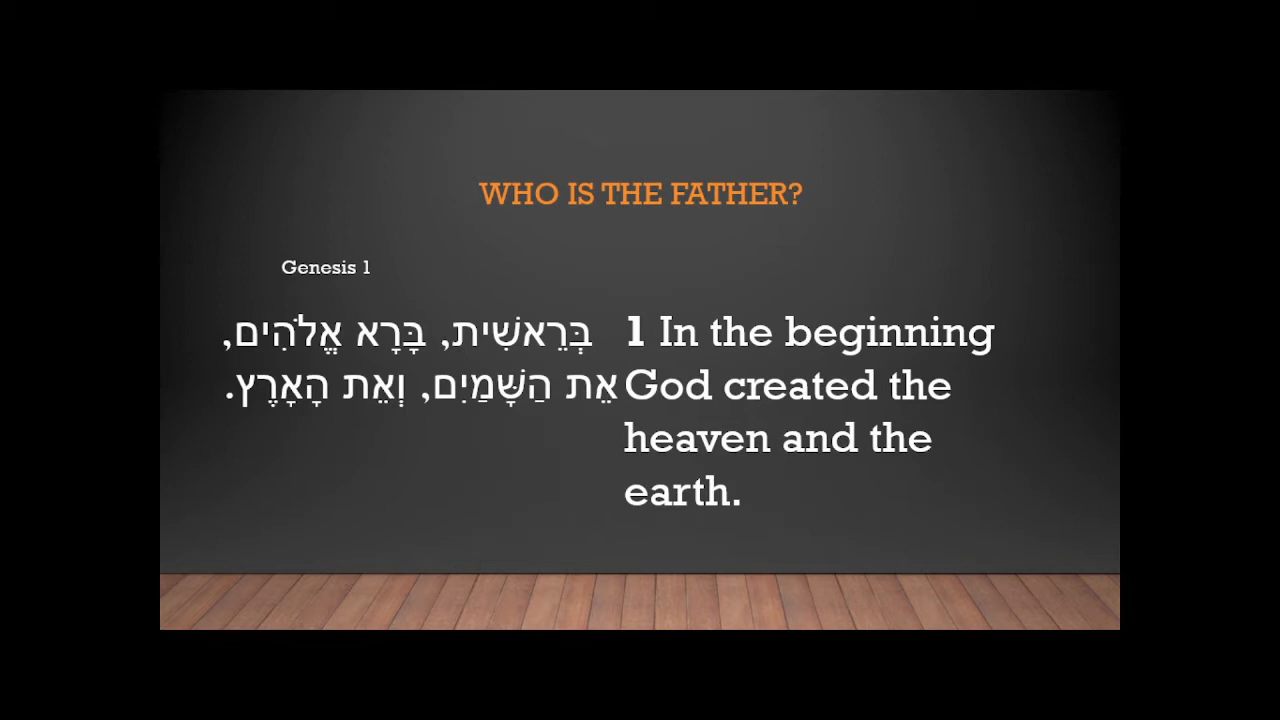 WHO IS THE FATHER?
Genesis 1
בְּרֵאשִׁית, בָּרָא אֱלֹהִים,
אֵת הַשָּׁמַיִם, וְאֵת הָאָרֶץ.
1 In the beginning
God created the
heaven and the
earth.